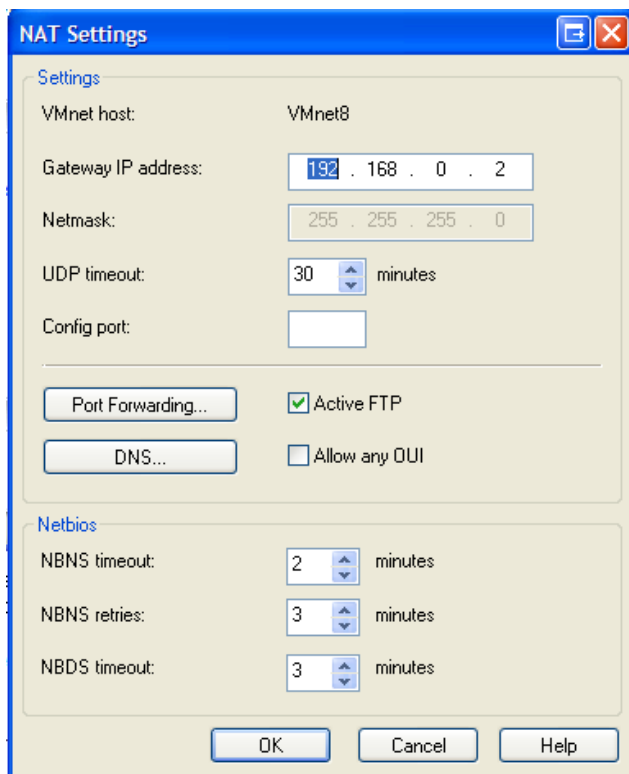 NAT Settings
Settings
VMnet host: VMnet8
Gateway IP address: 192 . 168 . 0 . 2
Netmask: 255 . 255 . 255 . 0
UDP timeout: 30 minutes
Config port:
Port Forwarding... Active FTP
DNS... Allow any OUI
Netbios
NBNS timeout: 2 minutes
NBNS retries: 3 minutes
NBDS timeout: 3 minutes
OK Cancel Help